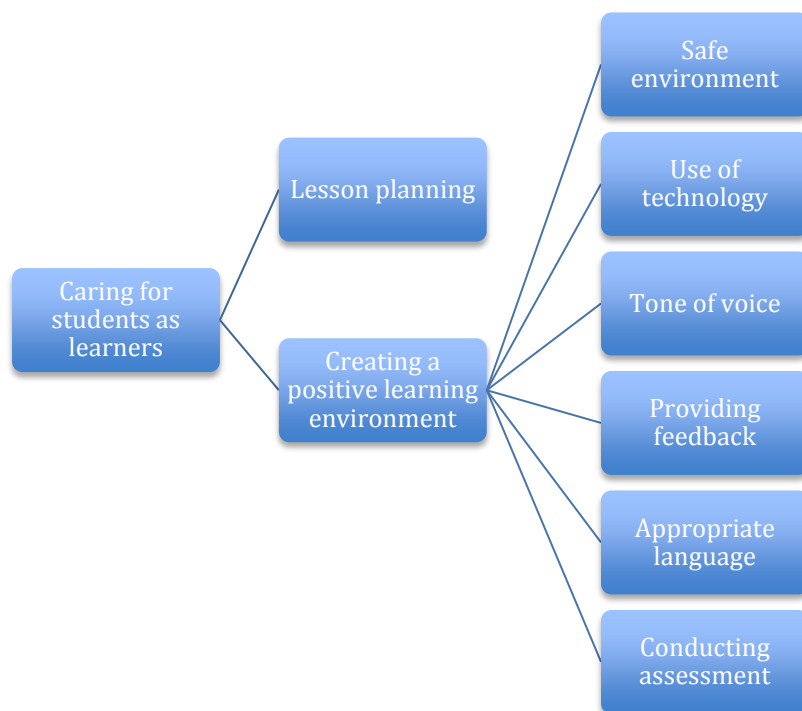 Caring for
students as
learners
Lesson planning
Creating a
positive learning
environment
Safe
environment
Use of
technology
Tone of voice
Providing
feedback
Appropriate
language
Conducting
assessment